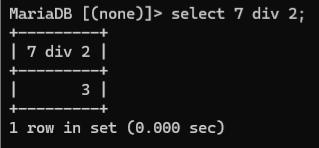 MariaDB [(none)]> select 7 div 2;
+---------+
| 7 div 2 |
+---------+
|       3 |
+---------+
1 row in set (0.000 sec)